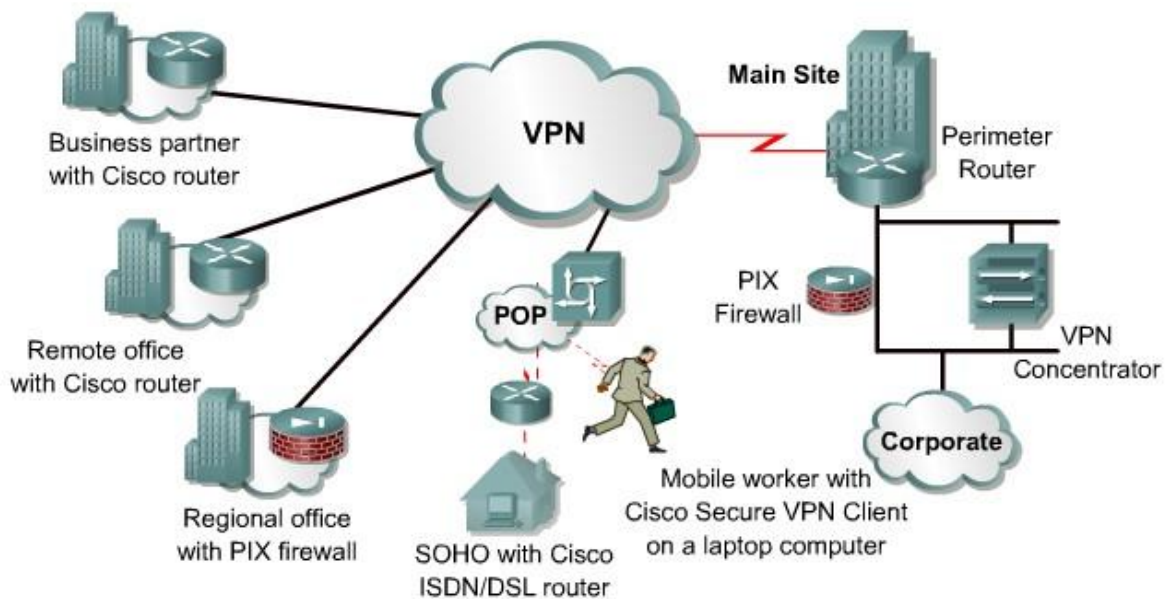 Business partner
with Cisco router
Remote office
with Cisco router
Regional office
with PIX firewall
VPN
POP
SOHO with Cisco
ISDN/DSL router
Mobile worker with
Cisco Secure VPN Client
on a laptop computer
Main Site
Perimeter
Router
PIX
Firewall
VPN
Concentrator
Corporate